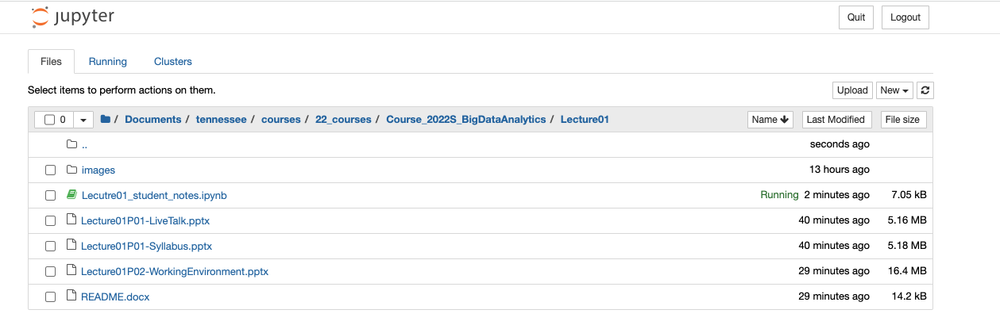 jupyter Quit Logout
Files Running Clusters
Select items to perform actions on them. Upload New
0 / Documents / tennessee / courses / 22_courses / Course_2022S_BigDataAnalytics / Lecture01 Name Last Modified File size
.. seconds ago
images 13 hours ago
Lecutre01_student_notes.ipynb Running 2 minutes ago 7.05 kB
Lecture01P01-LiveTalk.pptx 40 minutes ago 5.16 MB
Lecture01P01-Syllabus.pptx 40 minutes ago 5.18 MB
Lecture01P02-WorkingEnvironment.pptx 29 minutes ago 16.4 MB
README.docx 29 minutes ago 14.2 kB